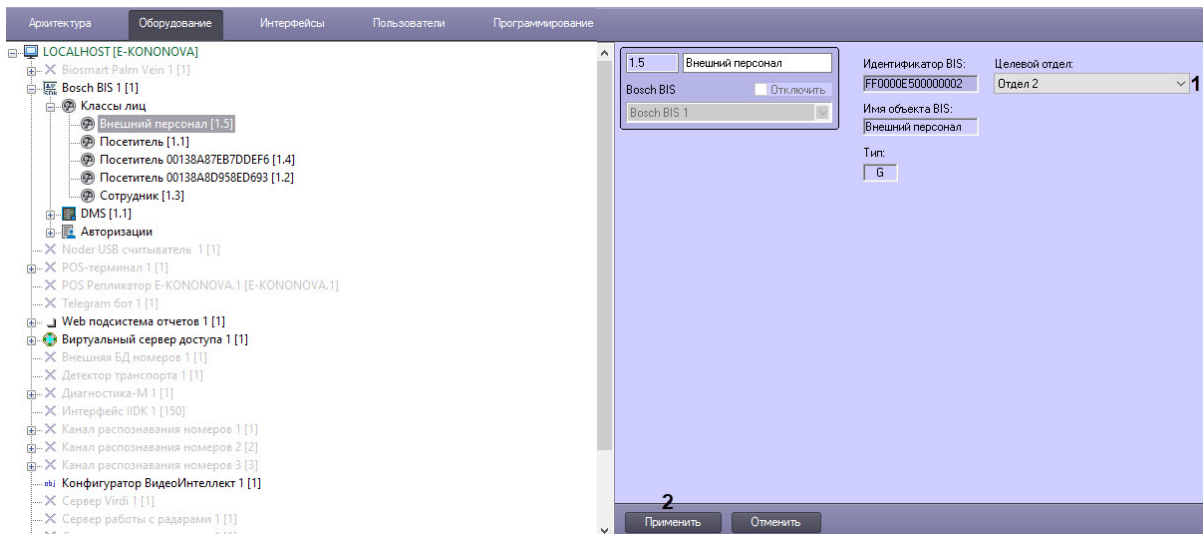 Архитектура Оборудование Интерфейсы Пользователи Программирование
LOCALHOST [E-KONONOVA]
Biosmart Palm Vein 1 [1]
Bosch BIS 1 [1]
Классы лиц
Внешний персонал [1.5]
Посетитель [1.1]
Посетитель 00138A87EB7DDEF6 [1.4]
Посетитель 00138A8D958ED693 [1.2]
Сотрудник [1.3]
DMS [1.1]
Авторизации
Noder USB считыватель 1 [1]
POS-терминал 1 [1]
POS Репликатор E-KONONOVA.1 [E-KONONOVA.1]
Telegram бот 1 [1]
Web подсистема отчетов 1 [1]
Виртуальный сервер доступа 1 [1]
Внешняя БД номеров 1 [1]
Детектор транспорта 1 [1]
Диагностика-М 1 [1]
Интерфейс IIDK 1 [150]
Канал распознавания номеров 1 [1]
Канал распознавания номеров 2 [2]
Канал распознавания номеров 3 [3]
obj Конфигуратор ВидеоИнтеллект 1 [1]
Сервер Virdi 1 [1]
Сервер работы с радарами 1 [1]
1.5 Внешний персонал
Bosch BIS Отключить
Bosch BIS 1
Идентификатор BIS:
FF0000E500000002
Имя объекта BIS:
Внешний персонал
Тип:
G
Целевой отдел:
Отдел 2 1
2
Применить Отменить